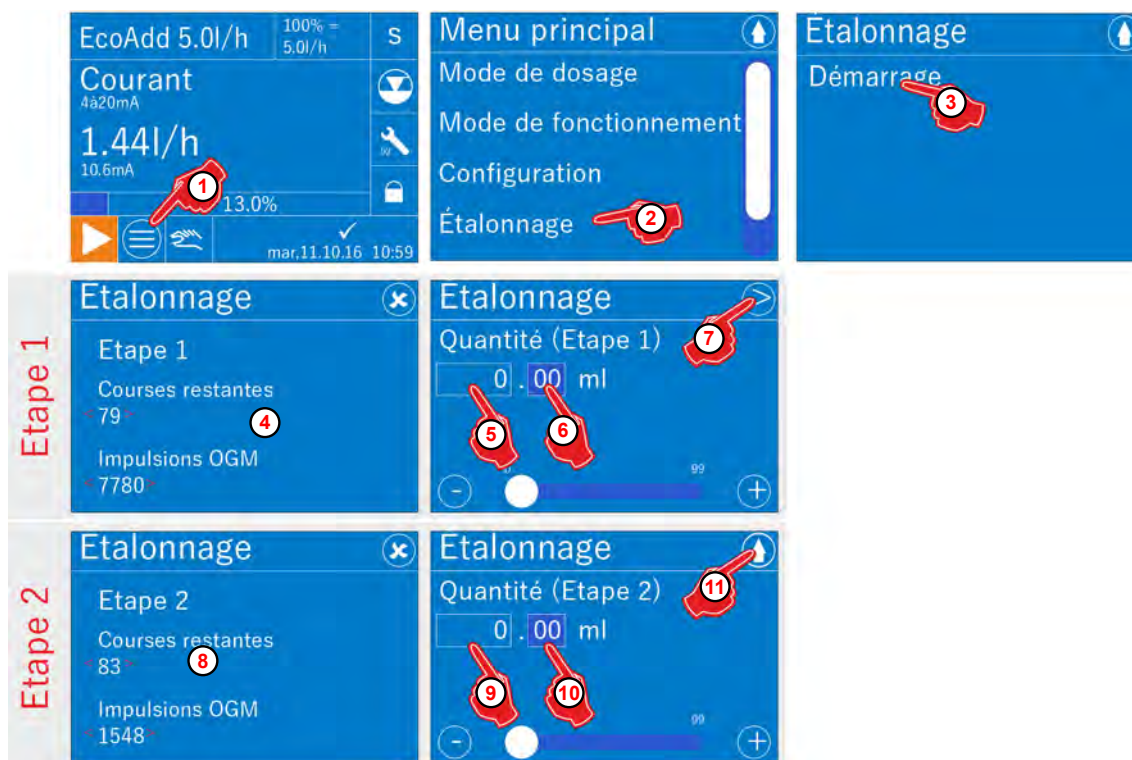 EcoAdd 5.0l/h
100% =
5.0l/h
S
Courant
4à20mA
1.44l/h
10.6mA
13.0%
mar,11.10.16 10:59
1
Menu principal
Mode de dosage
Mode de fonctionnement
Configuration
Étalonnage
2
Étalonnage
Démarrage
3
Etape 1
Étalonnage
Etape 1
Courses restantes
< 79 >
Impulsions OGM
< 7780 >
4
Étalonnage
>
Quantité (Etape 1)
0 . 00 ml
5
6
7
99
-
+
Etape 2
Étalonnage
Etape 2
Courses restantes
< 83 >
8
Impulsions OGM
< 1548 >
Étalonnage
Quantité (Etape 2)
0 . 00 ml
9
10
11
99
-
+